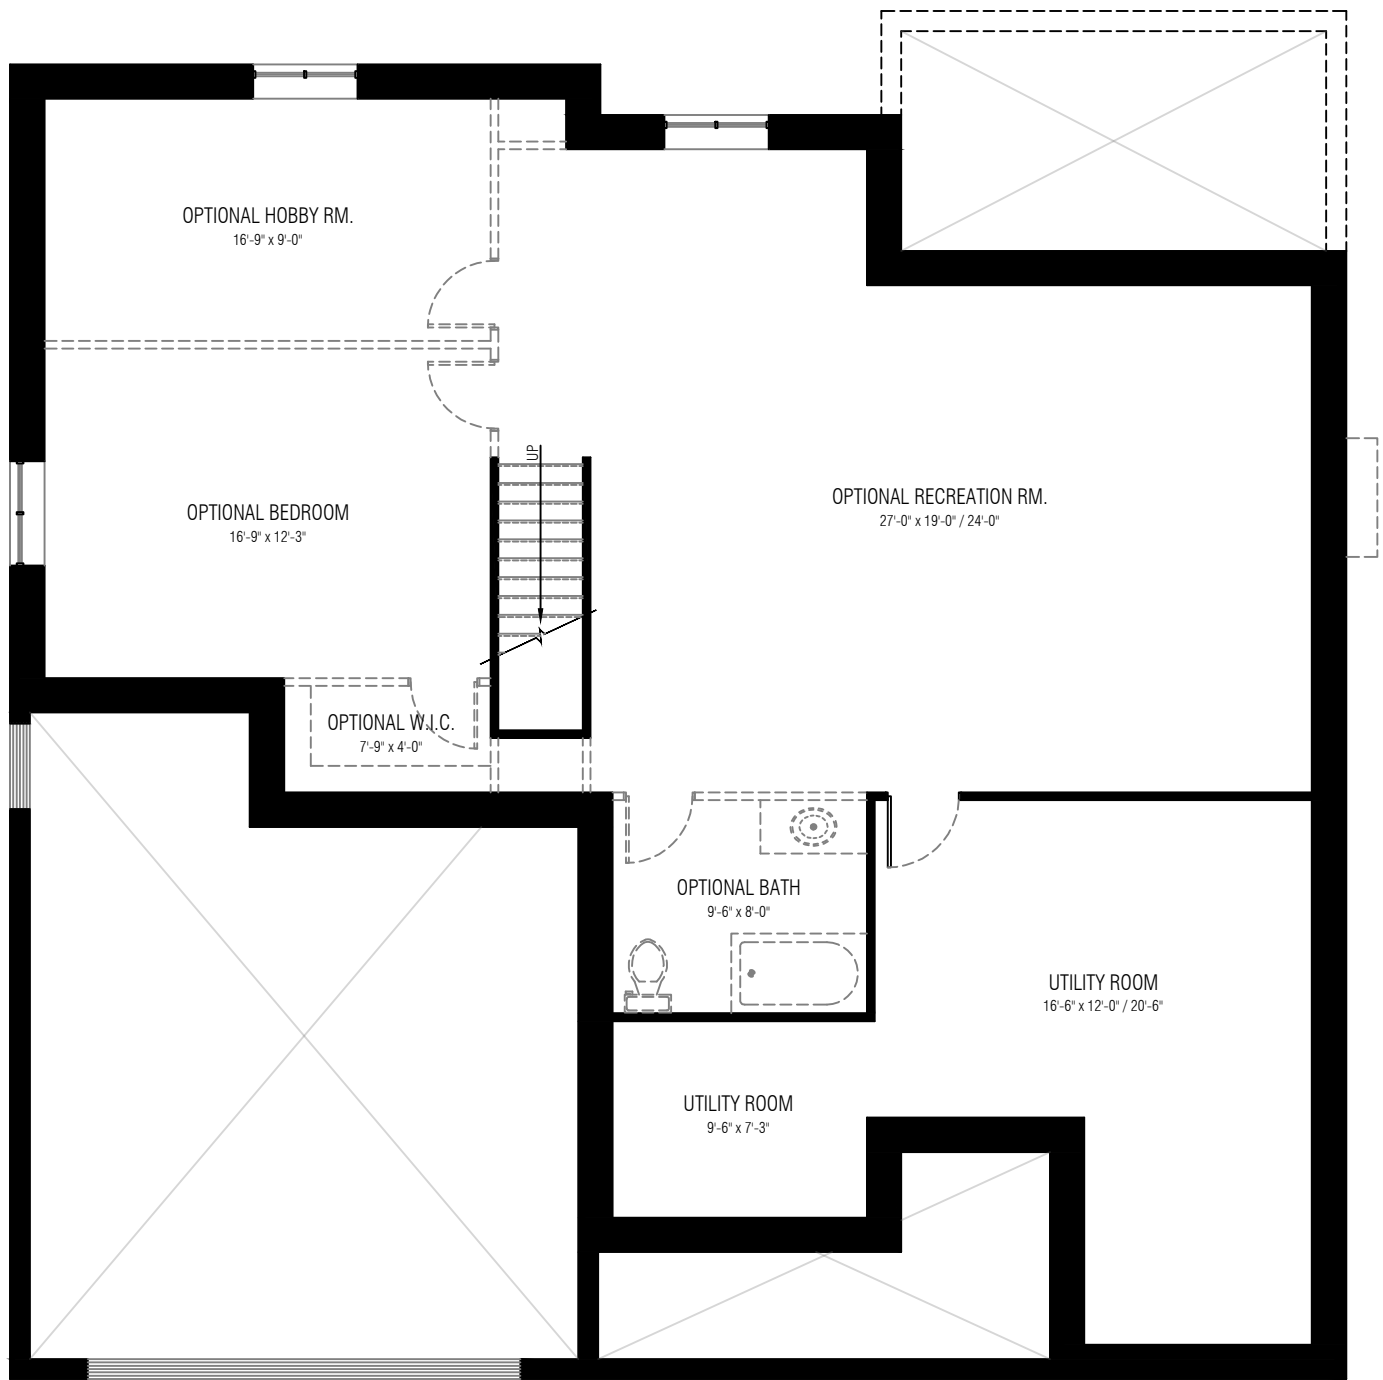 OPTIONAL HOBBY RM.
16'-9" x 9'-0"
UP
OPTIONAL RECREATION RM.
27'-0" x 19'-0" / 24'-0"
OPTIONAL BEDROOM
16'-9" x 12'-3"
OPTIONAL W.I.C.
7'-9" x 4'-0"
OPTIONAL BATH
9'-6" x 8'-0"
UTILITY ROOM
16'-6" x 12'-0" / 20'-6"
UTILITY ROOM
9'-6" x 7'-3"